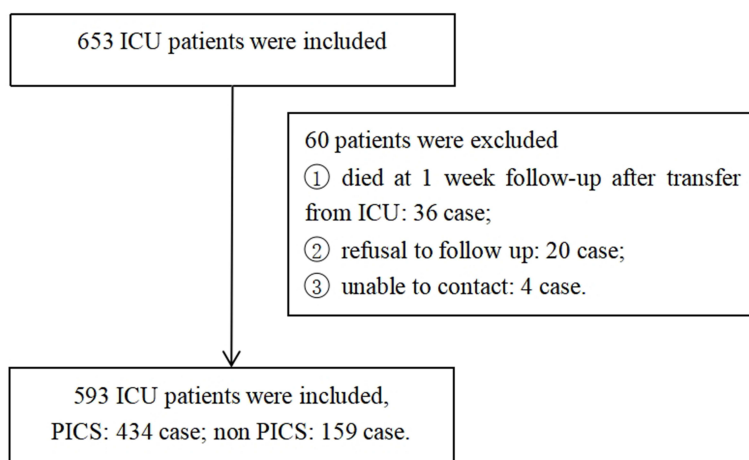 653 ICU patients were included
60 patients were excluded
① died at 1 week follow-up after transfer
from ICU: 36 case;
② refusal to follow up: 20 case;
③ unable to contact: 4 case.
593 ICU patients were included,
PICS: 434 case; non PICS: 159 case.